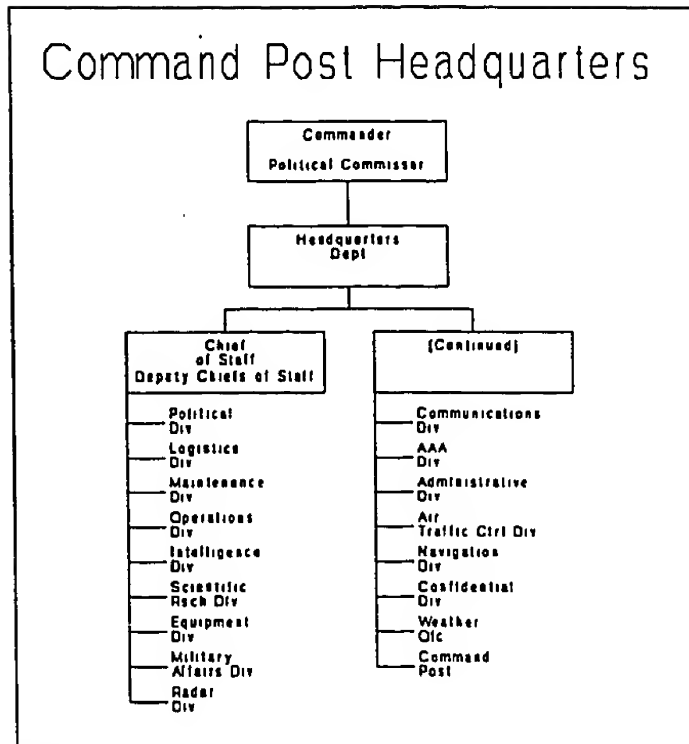 Command Post Headquarters
Commander
Political Commissar
Headquarters
Dept
Chief
of Staff
Deputy Chiefs of Staff
Political
Div
Logistics
Div
Maintenance
Div
Operations
Div
Intelligence
Div
Scientific
Rsch Div
Equipment
Div
Military
Affairs Div
Radar
Div
(Continued)
Communications
Div
AAA
Div
Administrative
Div
Air
Traffic Ctrl Div
Navigation
Div
Confidential
Div
Weather
Ofc
Command
Post